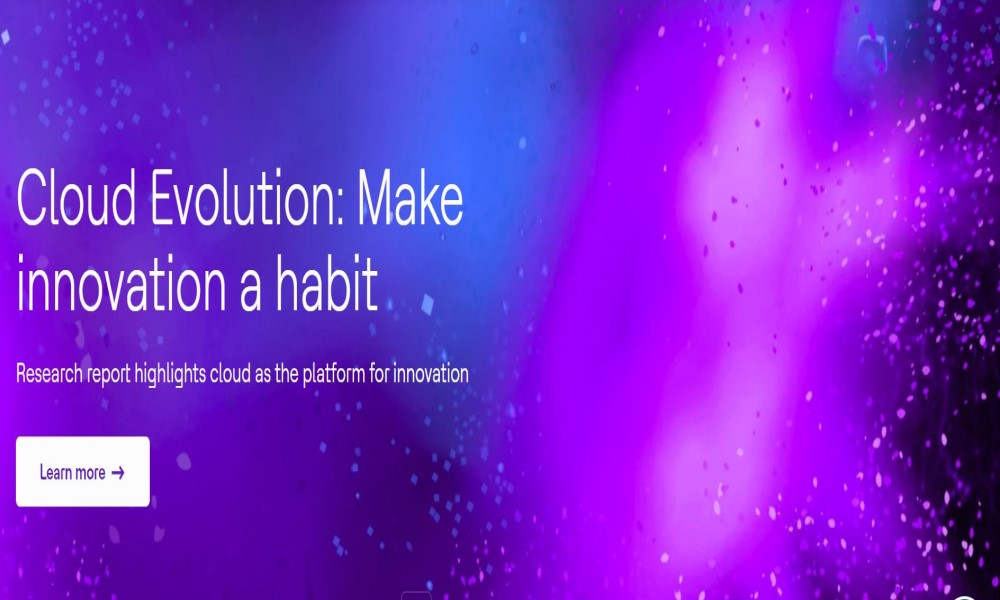 Cloud Evolution: Make
innovation a habit
Research report highlights cloud as the platform for innovation
Learn more →